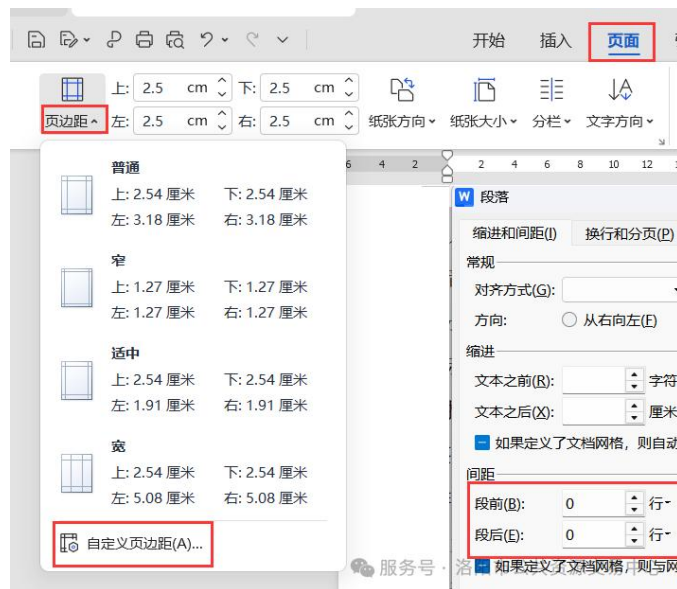 开始 插入 页面
上: 2.5 cm 下: 2.5 cm
页边距 左: 2.5 cm 右: 2.5 cm 纸张方向 纸张大小 分栏 文字方向
6 4 2 2 4 6 8 10 12
普通
上: 2.54 厘米 下: 2.54 厘米
左: 3.18 厘米 右: 3.18 厘米
窄
上: 1.27 厘米 下: 1.27 厘米
左: 1.27 厘米 右: 1.27 厘米
适中
上: 2.54 厘米 下: 2.54 厘米
左: 1.91 厘米 右: 1.91 厘米
宽
上: 2.54 厘米 下: 2.54 厘米
左: 5.08 厘米 右: 5.08 厘米
自定义页边距(A)...
W 段落
缩进和间距(I) 换行和分页(P)
常规
对齐方式(G):
方向: 从右向左(F)
缩进
文本之前(R): 字符
文本之后(X): 厘米
如果定义了文档网格，则自动
间距
段前(B): 0 行
段后(E): 0 行
如果定义了文档网格，则与网
服务号 · 洛